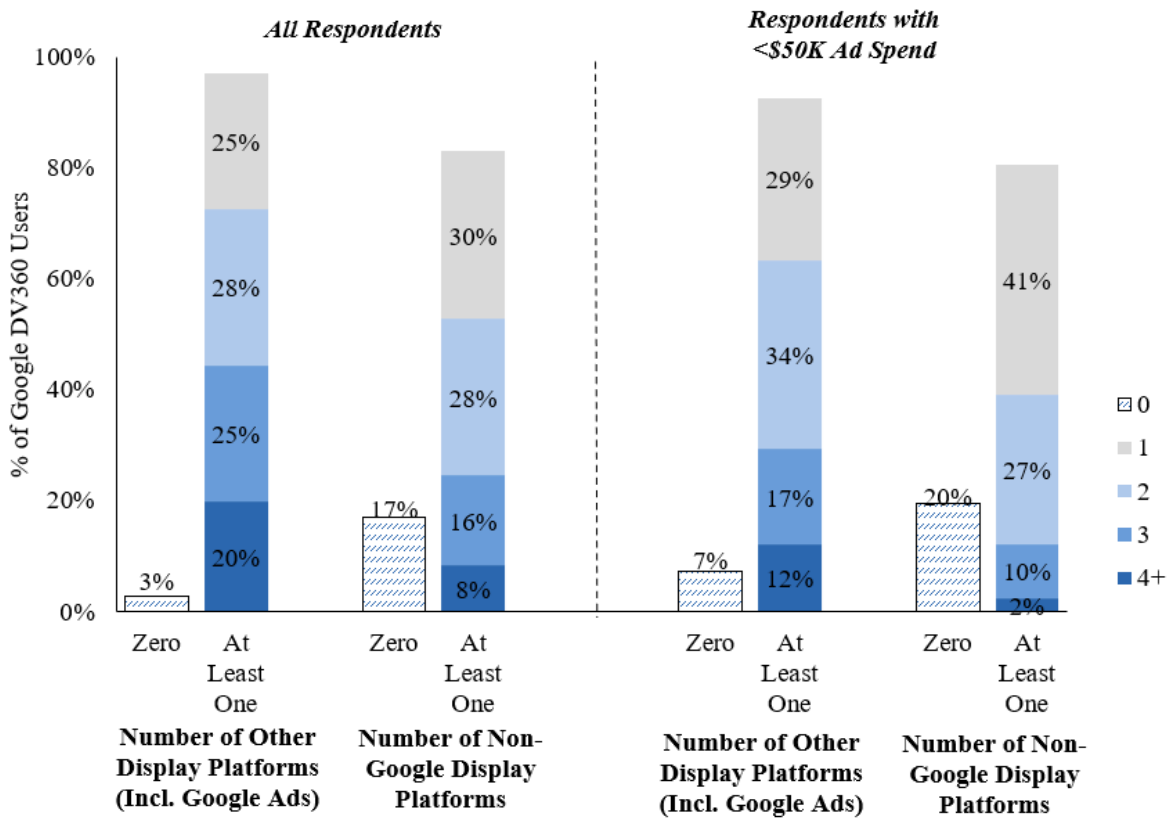 All Respondents
Respondents with
<$50K Ad Spend
% of Google DV360 Users
100%
80%
60%
40%
20%
0%
3%
25%
28%
25%
20%
17%
30%
28%
16%
8%
7%
29%
34%
17%
12%
20%
41%
27%
10%
2%
0
1
2
3
4+
Zero
At
Least
One
Zero
At
Least
One
Zero
At
Least
One
Zero
At
Least
One
Number of Other
Display Platforms
(Incl. Google Ads)
Number of Non-
Google Display
Platforms
Number of Other
Display Platforms
(Incl. Google Ads)
Number of Non-
Google Display
Platforms